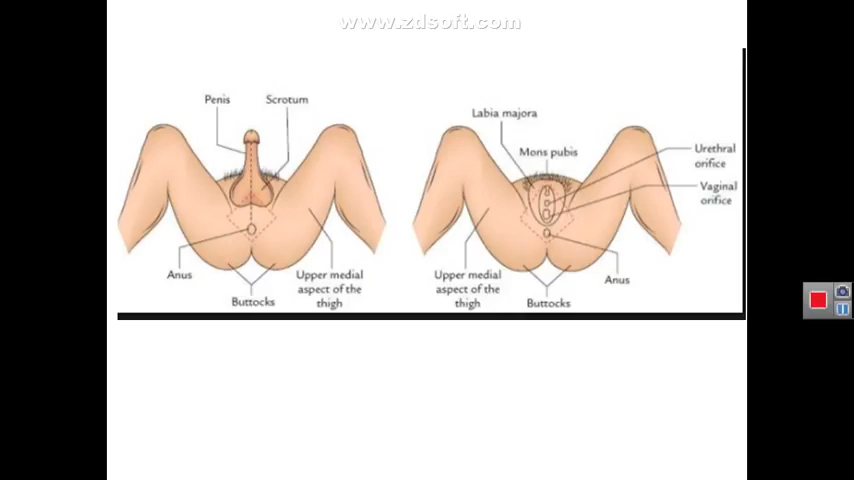 www.zdsoft.com
Penis
Scrotum
Anus
Buttocks
Upper medial
aspect of the
thigh
Labia majora
Mons pubis
Urethral
orifice
Vaginal
orifice
Upper medial
aspect of the
thigh
Buttocks
Anus